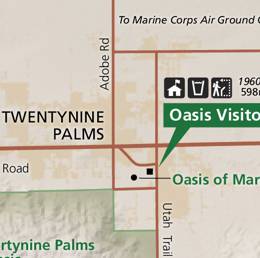 To Marine Corps Air Ground
Adobe Rd
1960
598
TWENTYNINE
PALMS
Oasis Visito
Road
Oasis of Mar
Utah Trail
rtynine Palms